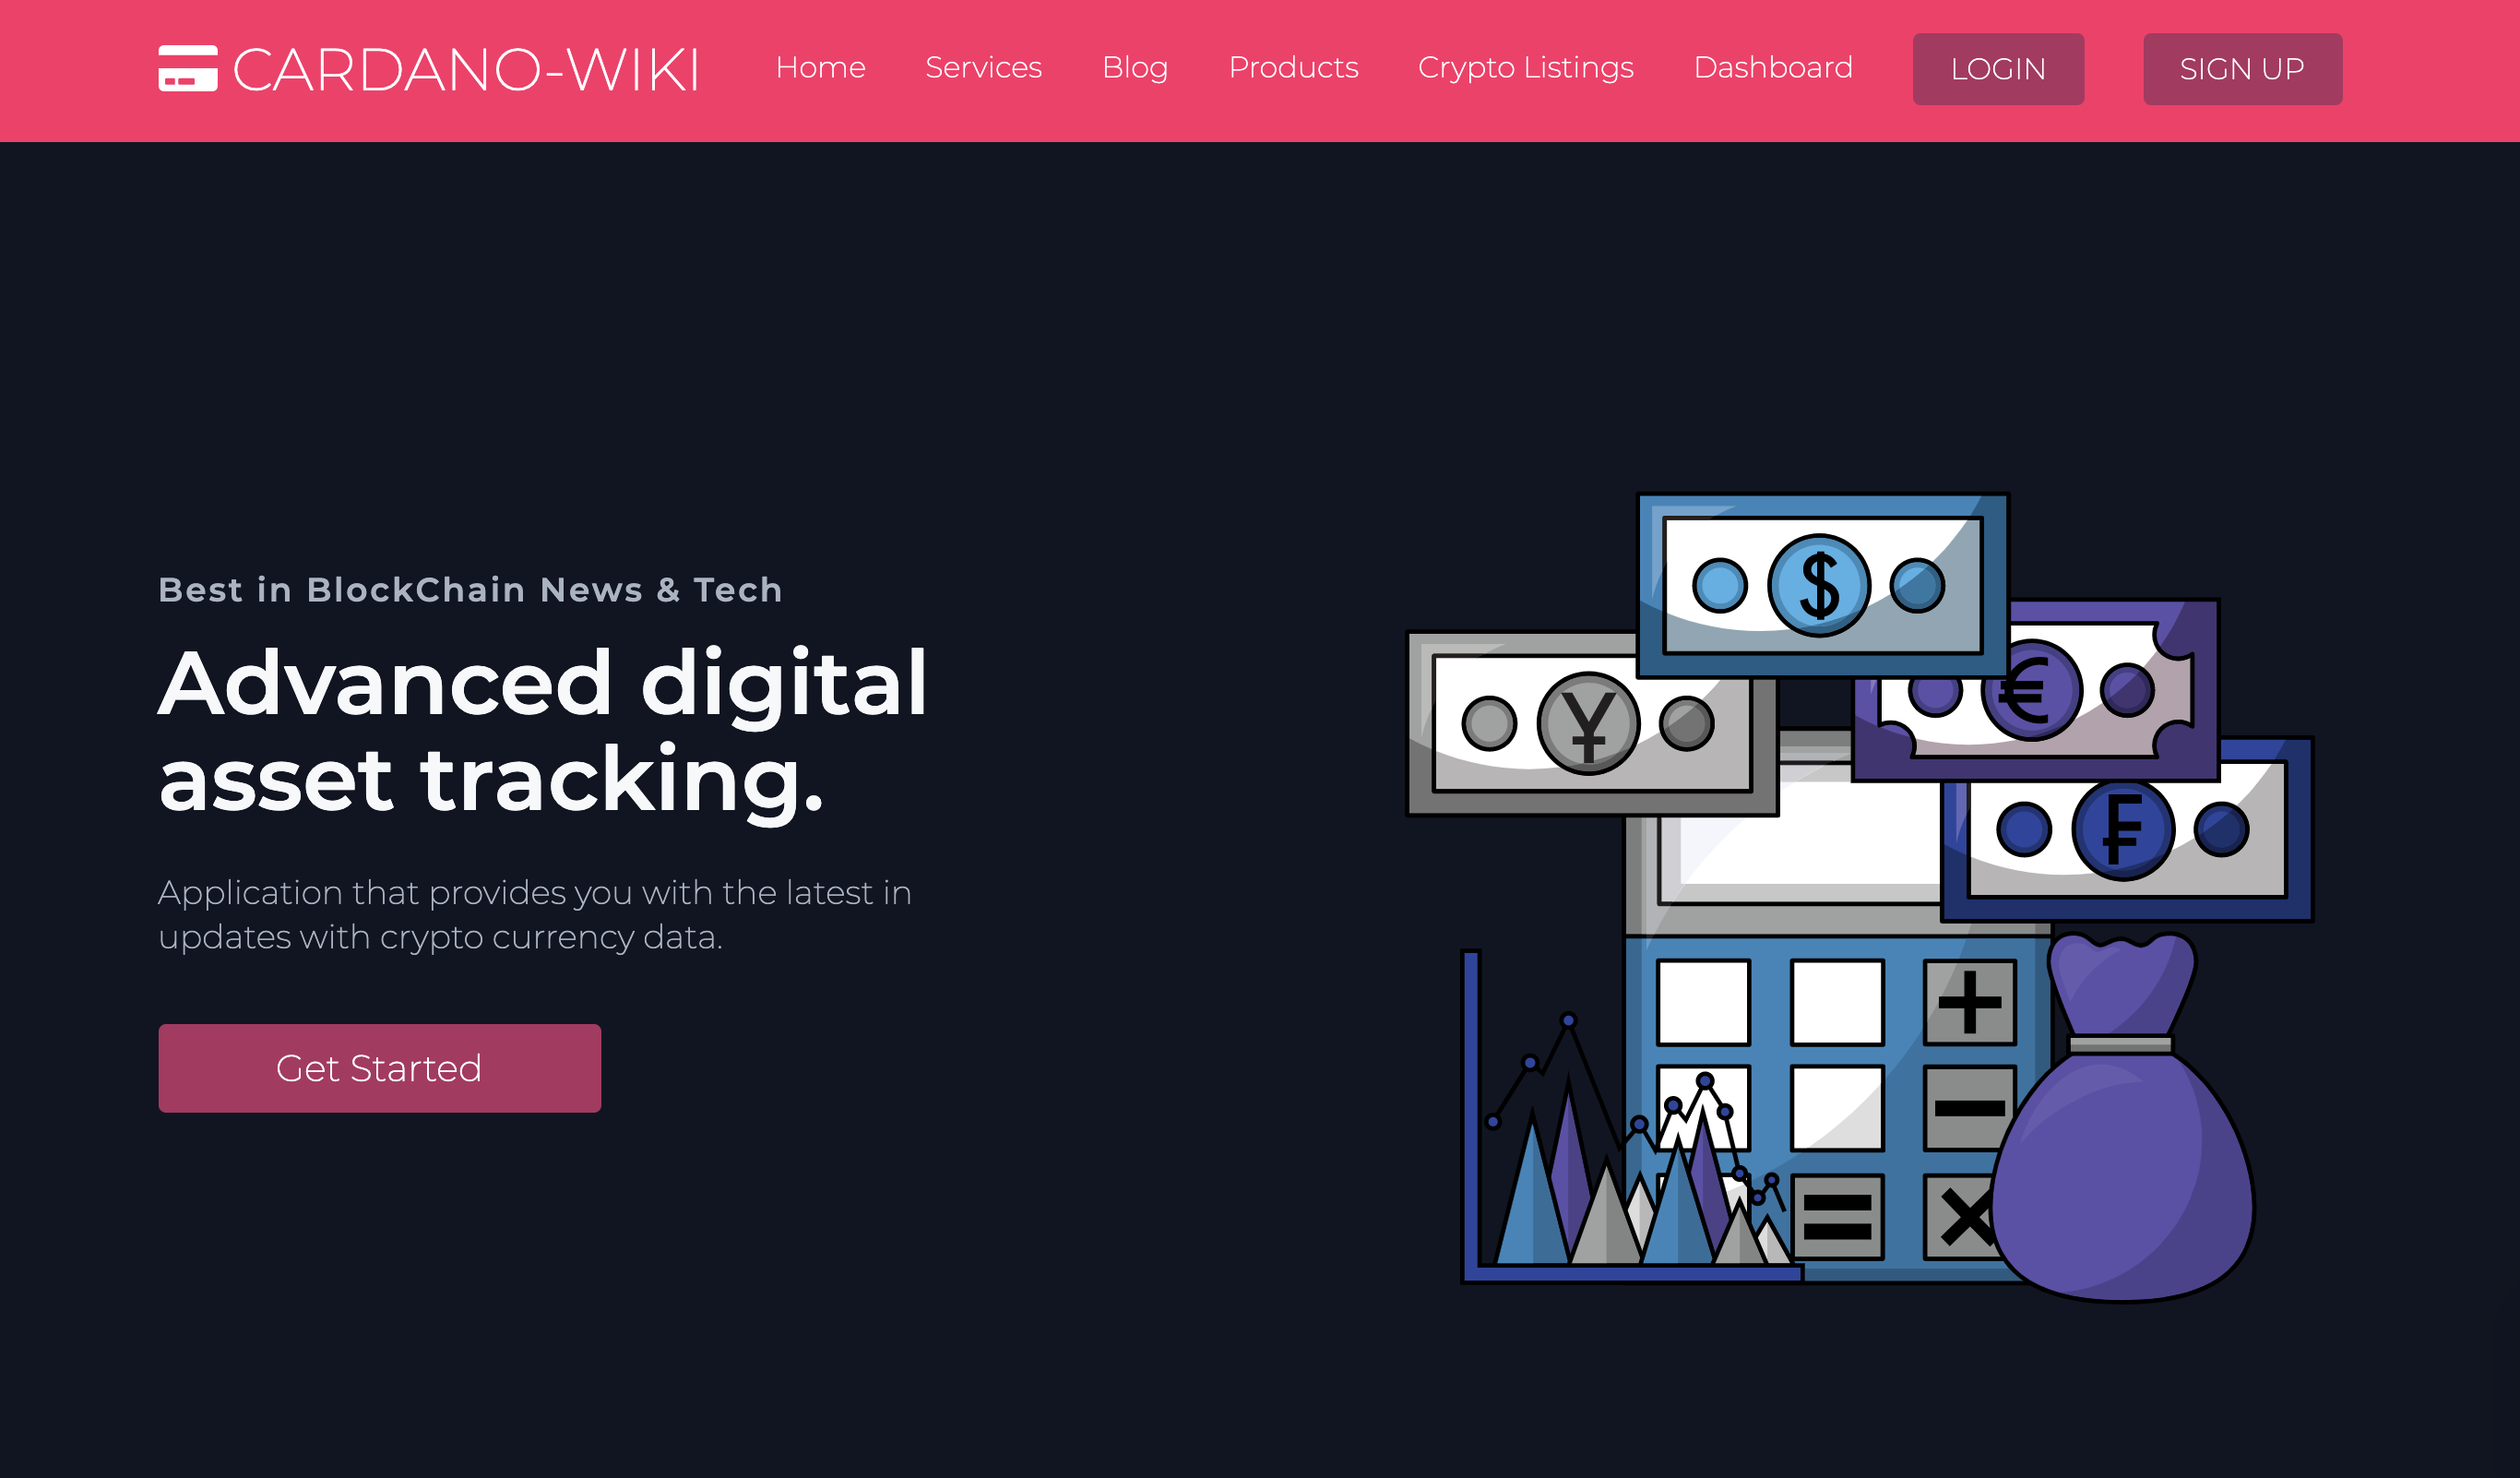 CARDANO-WIKI Home Services Blog Products Crypto Listings Dashboard LOGIN SIGN UP
Best in BlockChain News & Tech
Advanced digital
asset tracking.
Application that provides you with the latest in
updates with crypto currency data.
Get Started
$
¥
€
₣
+
−
= ×